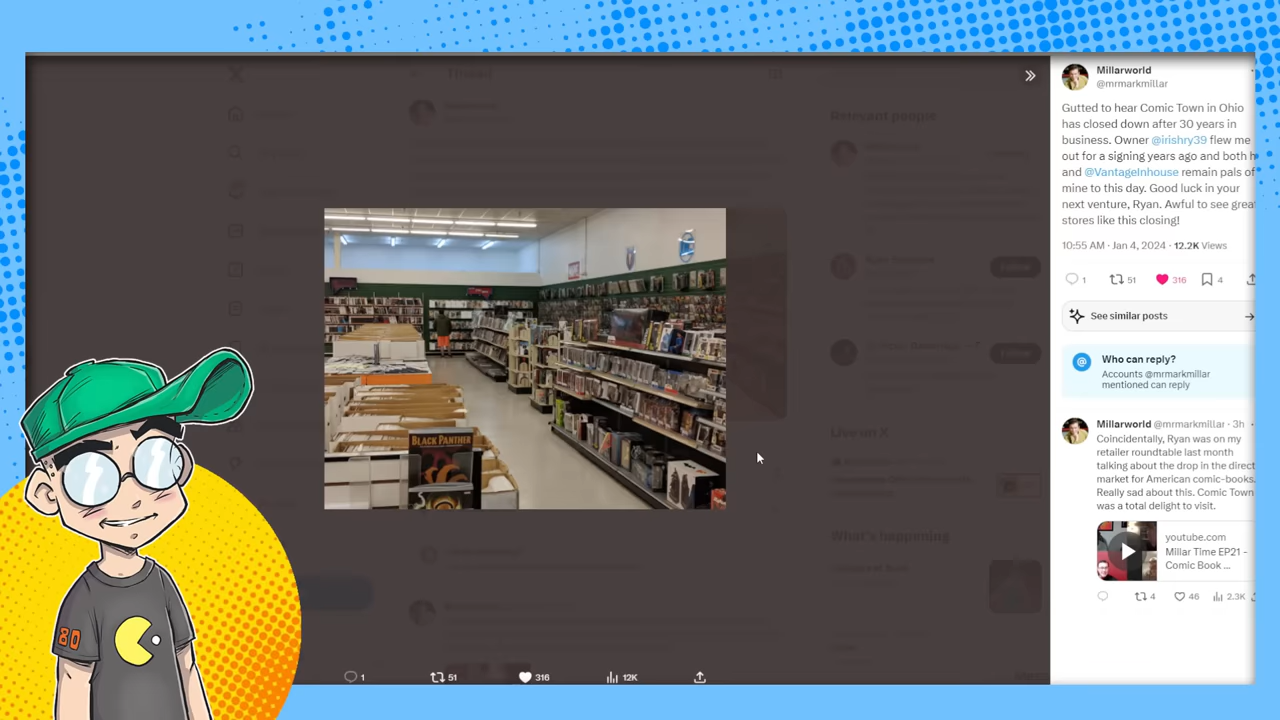 Millarworld
@mrmarkmillar
Gutted to hear Comic Town in Ohio
has closed down after 30 years in
business. Owner @irishry39 flew me
out for a signing years ago and both
and @VantageInhouse remain pals of
mine to this day. Good luck in your
next venture, Ryan. Awful to see grea
stores like this closing!
10:55 AM · Jan 4, 2024 · 12.2K Views
1 51 316 4
See similar posts
Who can reply?
Accounts @mrmarkmillar
mentioned can reply
Millarworld @mrmarkmillar · 3h
Coincidentally, Ryan was on my
retailer roundtable last month
talking about the drop in the direct
market for American comic-books.
Really sad about this. Comic Town
was a total delight to visit.
youtube.com
Millar Time EP21 -
Comic Book ...
4 46 2.3K
Relevant people
What's happening
BLACK PANTHER
80
1 51 316 12K